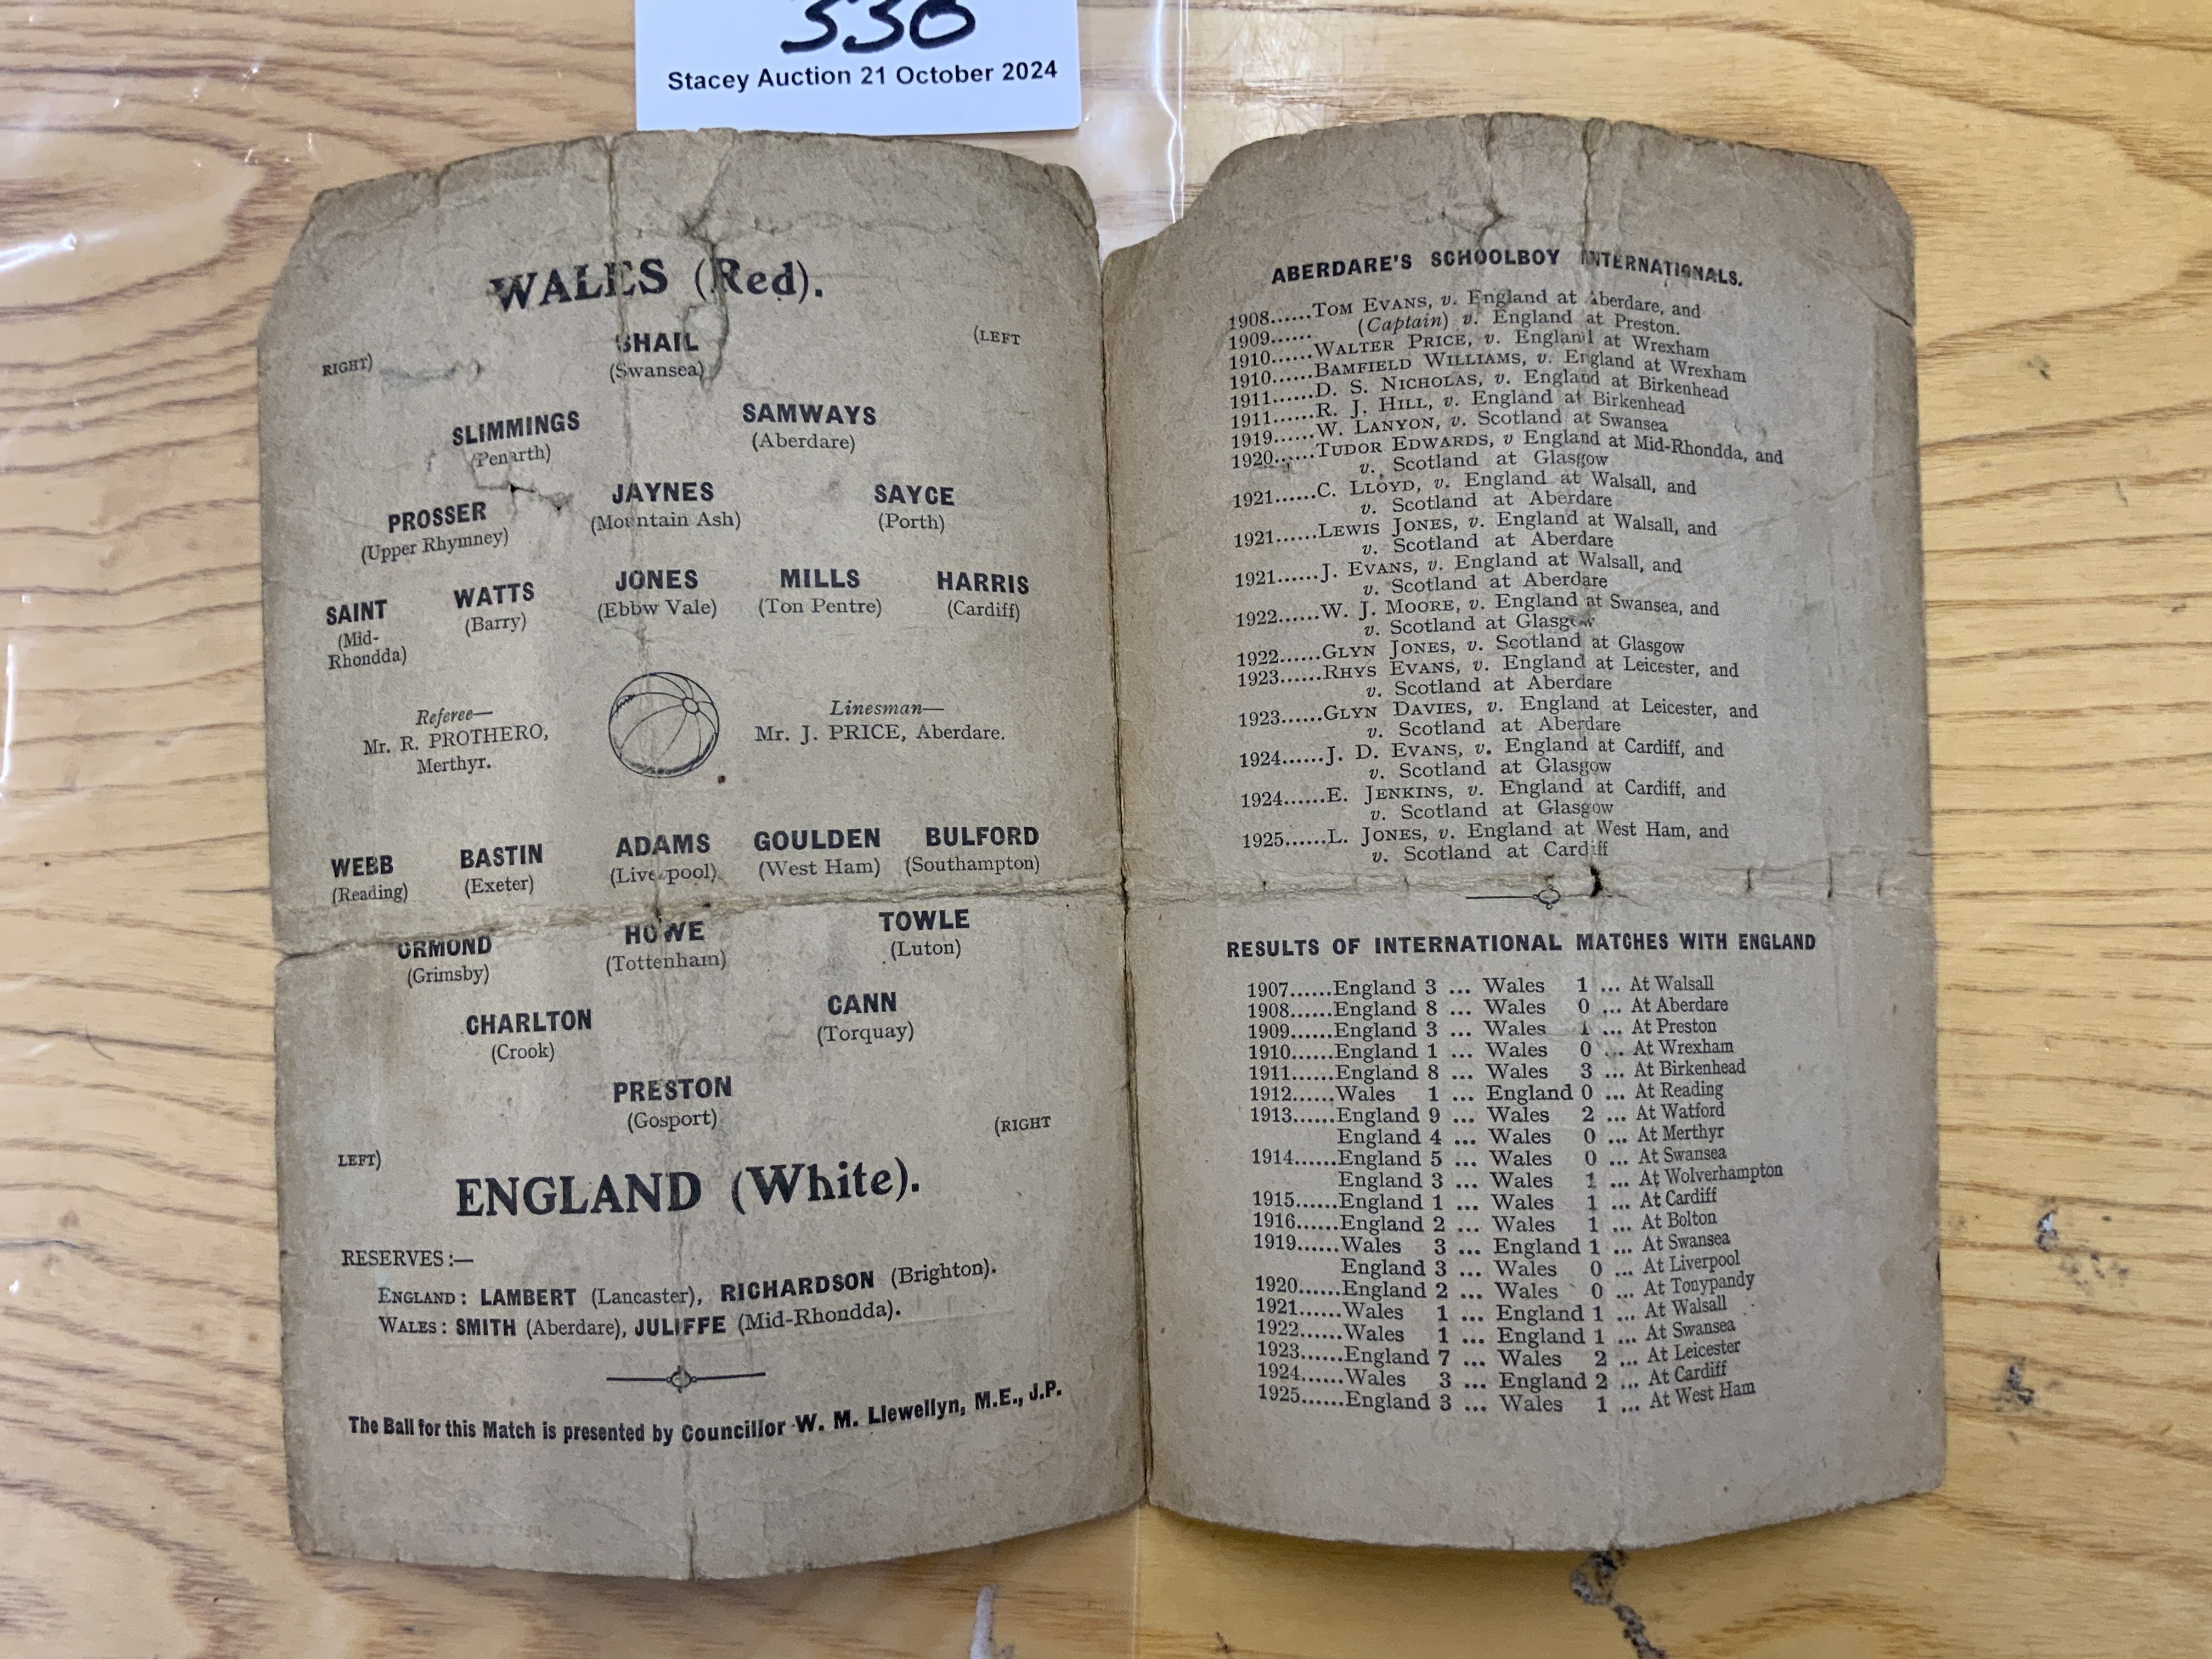 Stacey Auction 21 October 2024
WALES (Red).
RIGHT) SHAIL (LEFT
(Swansea)
SLIMMINGS SAMWAYS
(Penarth) (Aberdare)
PROSSER JAYNES SAYCE
(Upper Rhymney) (Mountain Ash) (Porth)
SAINT WATTS JONES MILLS HARRIS
(Mid- (Barry) (Ebbw Vale) (Ton Pentre) (Cardiff)
Rhondda)
Referee— Linesman—
Mr. R. PROTHERO, Mr. J. PRICE, Aberdare.
Merthyr.
WEBB BASTIN ADAMS GOULDEN BULFORD
(Reading) (Exeter) (Liverpool) (West Ham) (Southampton)
ORMOND HOWE TOWLE
(Grimsby) (Tottenham) (Luton)
CHARLTON CANN
(Crook) (Torquay)
PRESTON
(Gosport)
LEFT) (RIGHT
ENGLAND (White).
RESERVES :—
ENGLAND : LAMBERT (Lancaster), RICHARDSON (Brighton).
WALES : SMITH (Aberdare), JULIFFE (Mid-Rhondda).
The Ball for this Match is presented by Councillor W. M. Llewellyn, M.E., J.P.
ABERDARE'S SCHOOLBOY INTERNATIONALS.
1908......TOM EVANS, v. England at Aberdare, and
1909...... (Captain) v. England at Preston.
1910......WALTER PRICE, v. England at Wrexham
1910......BAMFIELD WILLIAMS, v. England at Wrexham
1911......D. S. NICHOLAS, v. England at Birkenhead
1911......R. J. HILL, v. England at Birkenhead
1919......W. LANYON, v. Scotland at Swansea
1920......TUDOR EDWARDS, v England at Mid-Rhondda, and
v. Scotland at Glasgow
1921......C. LLOYD, v. England at Walsall, and
v. Scotland at Aberdare
1921......LEWIS JONES, v. England at Walsall, and
v. Scotland at Aberdare
1921......J. EVANS, v. England at Walsall, and
v. Scotland at Aberdare
1922......W. J. MOORE, v. England at Swansea, and
v. Scotland at Glasgow
1922......GLYN JONES, v. Scotland at Glasgow
1923......RHYS EVANS, v. England at Leicester, and
v. Scotland at Aberdare
1923......GLYN DAVIES, v. England at Leicester, and
v. Scotland at Aberdare
1924......J. D. EVANS, v. England at Cardiff, and
v. Scotland at Glasgow
1924......E. JENKINS, v. England at Cardiff, and
v. Scotland at Glasgow
1925......L. JONES, v. England at West Ham, and
v. Scotland at Cardiff
RESULTS OF INTERNATIONAL MATCHES WITH ENGLAND
1907......England 3 ... Wales 1 ... At Walsall
1908......England 8 ... Wales 0 ... At Aberdare
1909......England 3 ... Wales 1 ... At Preston
1910......England 1 ... Wales 0 ... At Wrexham
1911......England 8 ... Wales 3 ... At Birkenhead
1912......Wales 1 ... England 0 ... At Reading
1913......England 9 ... Wales 2 ... At Watford
England 4 ... Wales 0 ... At Merthyr
1914......England 5 ... Wales 0 ... At Swansea
England 3 ... Wales 1 ... At Wolverhampton
1915......England 1 ... Wales 1 ... At Cardiff
1916......England 2 ... Wales 1 ... At Bolton
1919......Wales 3 ... England 1 ... At Swansea
England 3 ... Wales 0 ... At Liverpool
1920......England 2 ... Wales 0 ... At Tonypandy
1921......Wales 1 ... England 1 ... At Walsall
1922......Wales 1 ... England 1 ... At Swansea
1923......England 7 ... Wales 2 ... At Leicester
1924......Wales 3 ... England 2 ... At Cardiff
1925......England 3 ... Wales 1 ... At West Ham